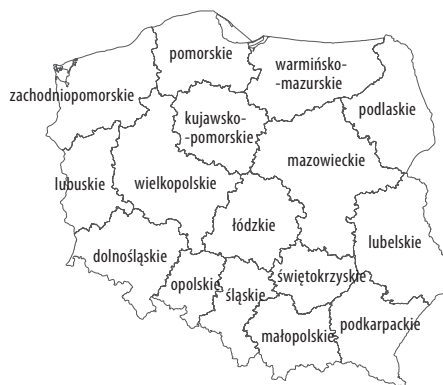 pomorskie
warmińsko-
-mazurskie
zachodniopomorskie
podlaskie
kujawsko-
-pomorskie
mazowieckie
lubuskie
wielkopolskie
łódzkie
lubelskie
dolnośląskie
opolskie
śląskie
świętokrzyskie
małopolskie
podkarpackie